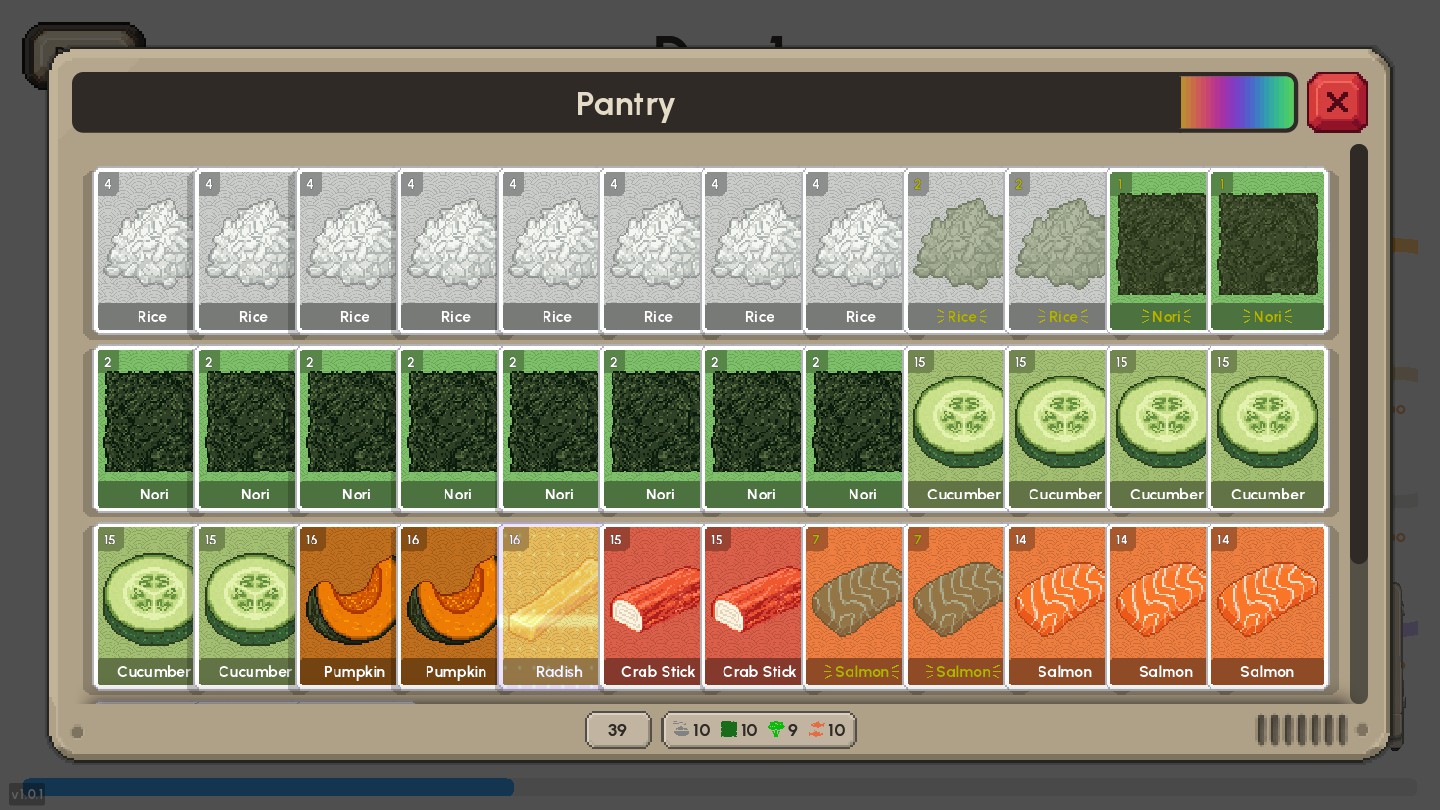 Pantry
4 4 4 4 4 4 4 4 2 2 1 1
Rice Rice Rice Rice Rice Rice Rice Rice Rice Rice Nori Nori
2 2 2 2 2 2 2 2 15 15 15 15
Nori Nori Nori Nori Nori Nori Nori Nori Cucumber Cucumber Cucumber Cucumber
15 15 16 16 16 15 15 7 7 14 14 14
Cucumber Cucumber Pumpkin Pumpkin Radish Crab Stick Crab Stick Salmon Salmon Salmon Salmon Salmon
39 10 10 9 10
v1.0.1